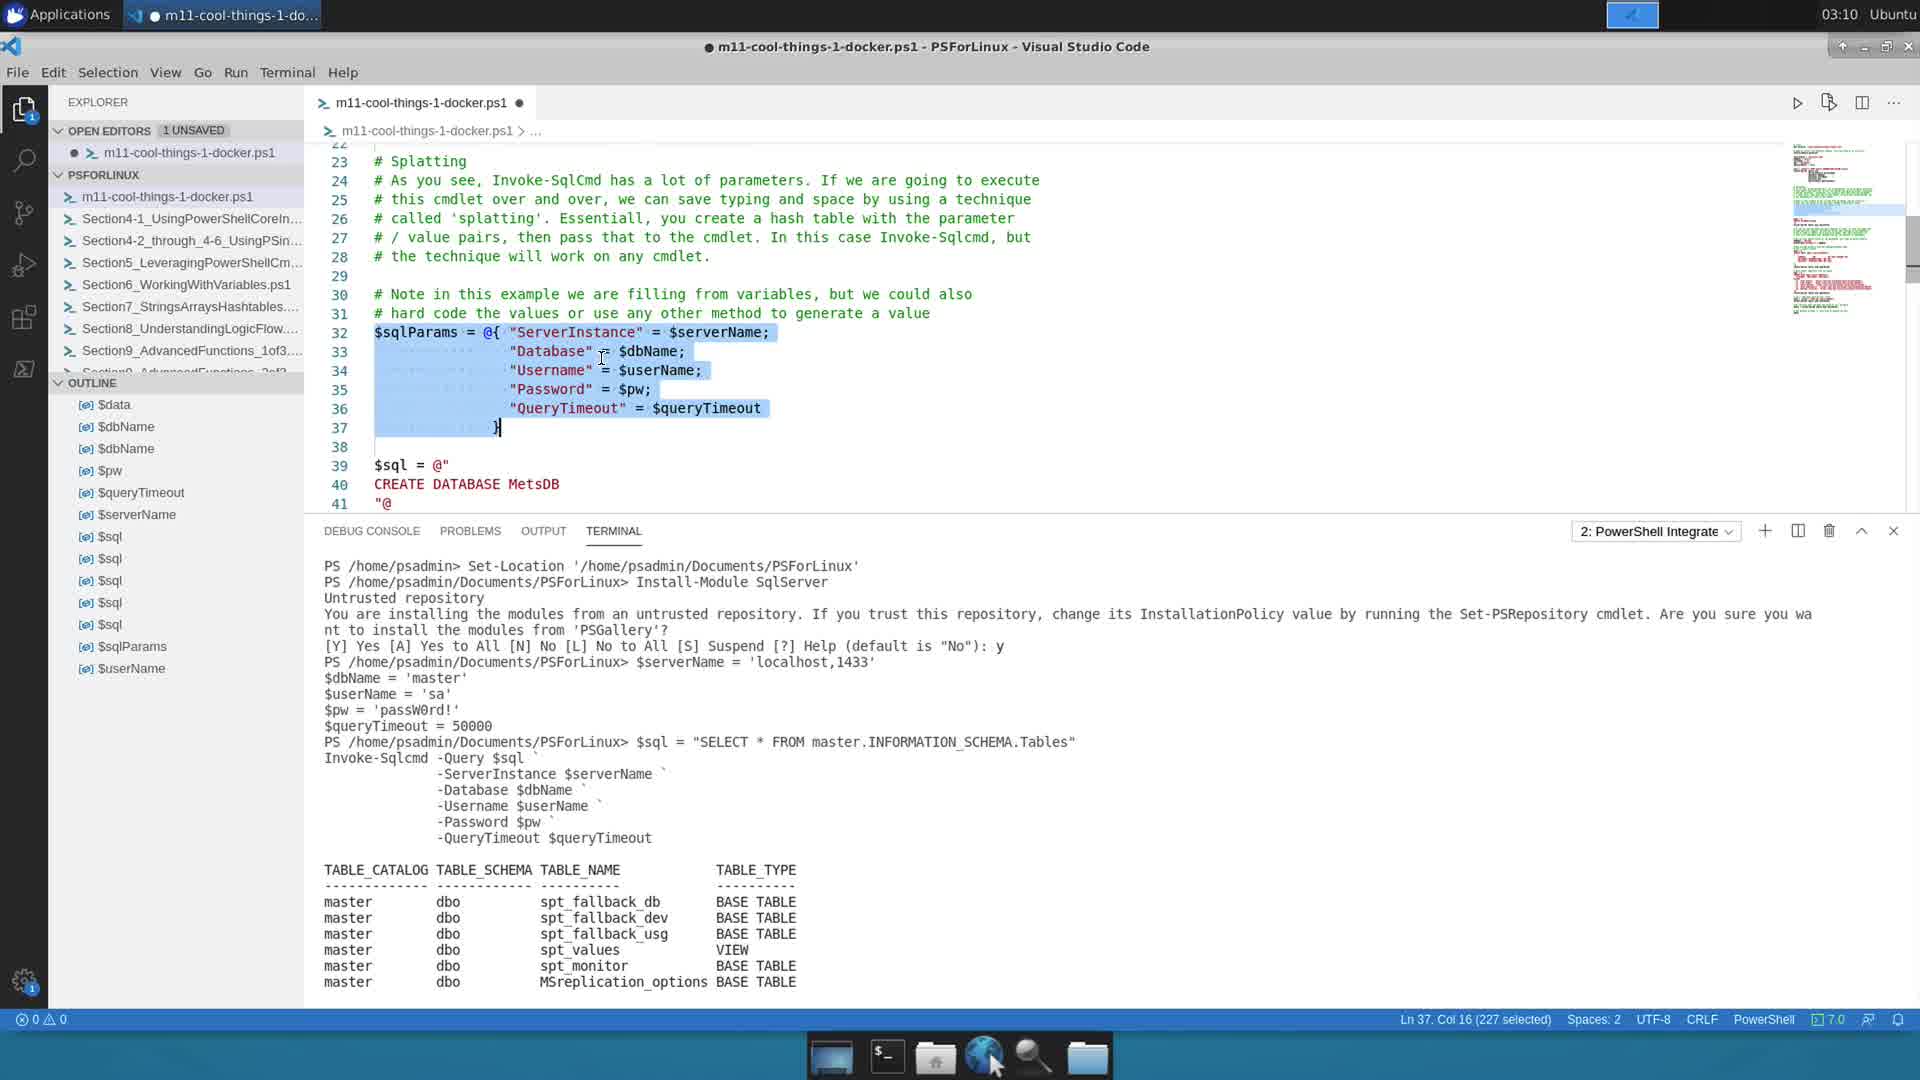 Applications
m11-cool-things-1-do...
03:10 Ubuntu
● m11-cool-things-1-docker.ps1 - PSForLinux - Visual Studio Code
File Edit Selection View Go Run Terminal Help
EXPLORER
OPEN EDITORS 1 UNSAVED
● m11-cool-things-1-docker.ps1
PSFORLINUX
m11-cool-things-1-docker.ps1
Section4-1_UsingPowerShellCoreIn...
Section4-2_through_4-6_UsingPSin...
Section5_LeveragingPowerShellCm...
Section6_WorkingWithVariables.ps1
Section7_StringsArraysHashtables....
Section8_UnderstandingLogicFlow....
Section9_AdvancedFunctions_1of3....
OUTLINE
$data
$dbName
$dbName
$pw
$queryTimeout
$serverName
$sql
$sql
$sql
$sql
$sql
$sqlParams
$userName
m11-cool-things-1-docker.ps1 ●
m11-cool-things-1-docker.ps1 > ...
22
23 # Splatting
24 # As you see, Invoke-SqlCmd has a lot of parameters. If we are going to execute
25 # this cmdlet over and over, we can save typing and space by using a technique
26 # called 'splatting'. Essentiall, you create a hash table with the parameter
27 # / value pairs, then pass that to the cmdlet. In this case Invoke-Sqlcmd, but
28 # the technique will work on any cmdlet.
29
30 # Note in this example we are filling from variables, but we could also
31 # hard code the values or use any other method to generate a value
32 $sqlParams = @{ "ServerInstance" = $serverName;
33 "Database" = $dbName;
34 "Username" = $userName;
35 "Password" = $pw;
36 "QueryTimeout" = $queryTimeout
37 }
38
39 $sql = @"
40 CREATE DATABASE MetsDB
41 "@
DEBUG CONSOLE PROBLEMS OUTPUT TERMINAL
2: PowerShell Integrate
PS /home/psadmin> Set-Location '/home/psadmin/Documents/PSForLinux'
PS /home/psadmin/Documents/PSForLinux> Install-Module SqlServer
Untrusted repository
You are installing the modules from an untrusted repository. If you trust this repository, change its InstallationPolicy value by running the Set-PSRepository cmdlet. Are you sure you wa
nt to install the modules from 'PSGallery'?
[Y] Yes [A] Yes to All [N] No [L] No to All [S] Suspend [?] Help (default is "No"): y
PS /home/psadmin/Documents/PSForLinux> $serverName = 'localhost,1433'
$dbName = 'master'
$userName = 'sa'
$pw = 'passW0rd!'
$queryTimeout = 50000
PS /home/psadmin/Documents/PSForLinux> $sql = "SELECT * FROM master.INFORMATION_SCHEMA.Tables"
Invoke-Sqlcmd -Query $sql `
-ServerInstance $serverName `
-Database $dbName `
-Username $userName `
-Password $pw `
-QueryTimeout $queryTimeout
TABLE_CATALOG TABLE_SCHEMA TABLE_NAME TABLE_TYPE
------------- ------------ ---------- ----------
master dbo spt_fallback_db BASE TABLE
master dbo spt_fallback_dev BASE TABLE
master dbo spt_fallback_usg BASE TABLE
master dbo spt_values VIEW
master dbo spt_monitor BASE TABLE
master dbo MSreplication_options BASE TABLE
0 0
Ln 37, Col 16 (227 selected) Spaces: 2 UTF-8 CRLF PowerShell 7.0